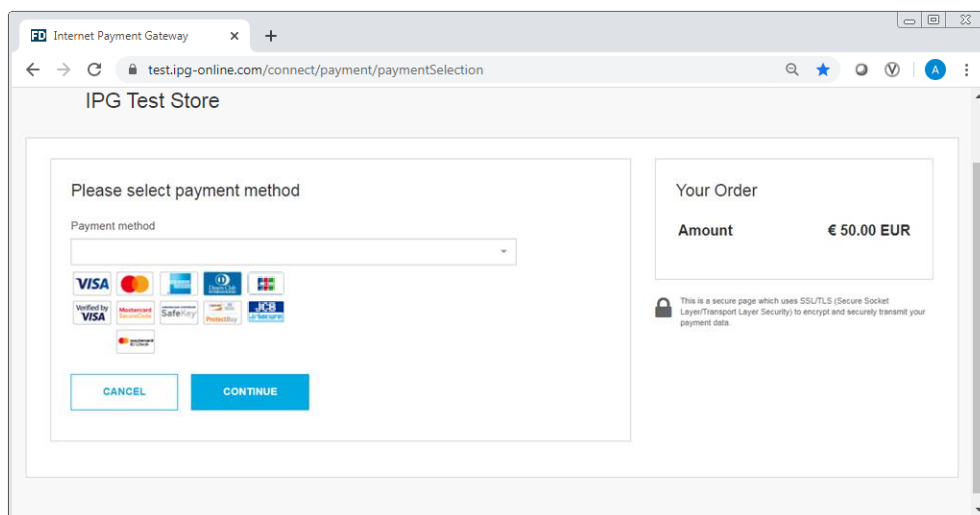 Internet Payment Gateway
test.ipg-online.com/connect/payment/paymentSelection
A
IPG Test Store
Please select payment method
Payment method
VISA
Verified by
VISA
Mastercard
SecureCode
SafeKey
ProtectBuy
JCB
J/Secure
CANCEL
CONTINUE
Your Order
Amount € 50.00 EUR
This is a secure page which uses SSL/TLS (Secure Socket
Layer/Transport Layer Security) to encrypt and securely transmit your
payment data.